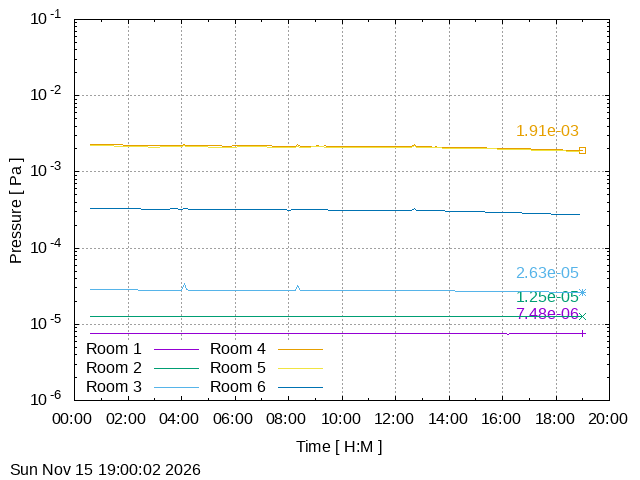 10^-1
10^-2
10^-3
10^-4
10^-5
10^-6
Pressure [ Pa ]
1.91e-03
2.63e-05
1.25e-05
7.48e-06
Room 1 Room 4
Room 2 Room 5
Room 3 Room 6
00:00 02:00 04:00 06:00 08:00 10:00 12:00 14:00 16:00 18:00 20:00
Time [ H:M ]
Sun Nov 15 19:00:02 2026